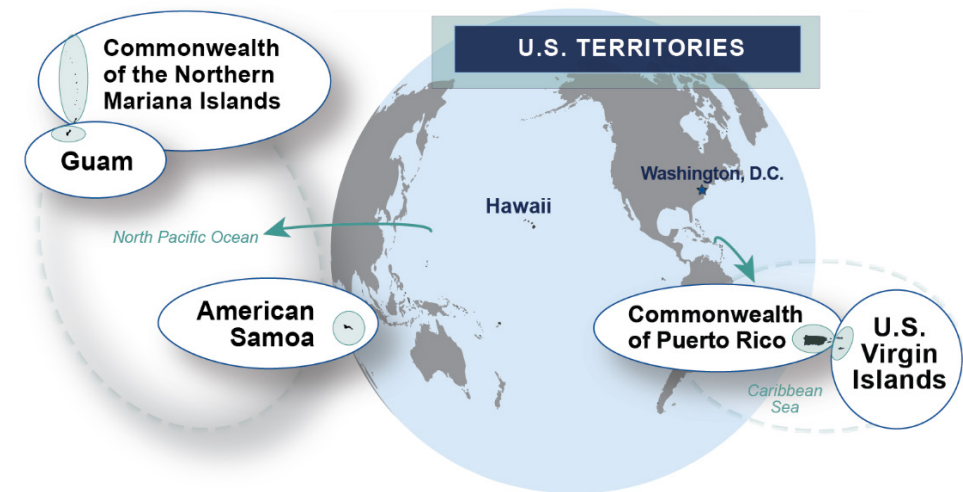 U.S. TERRITORIES
Commonwealth
of the Northern
Mariana Islands
Guam
Washington, D.C.
Hawaii
North Pacific Ocean
American
Samoa
Commonwealth
of Puerto Rico
U.S.
Virgin
Islands
Caribbean
Sea